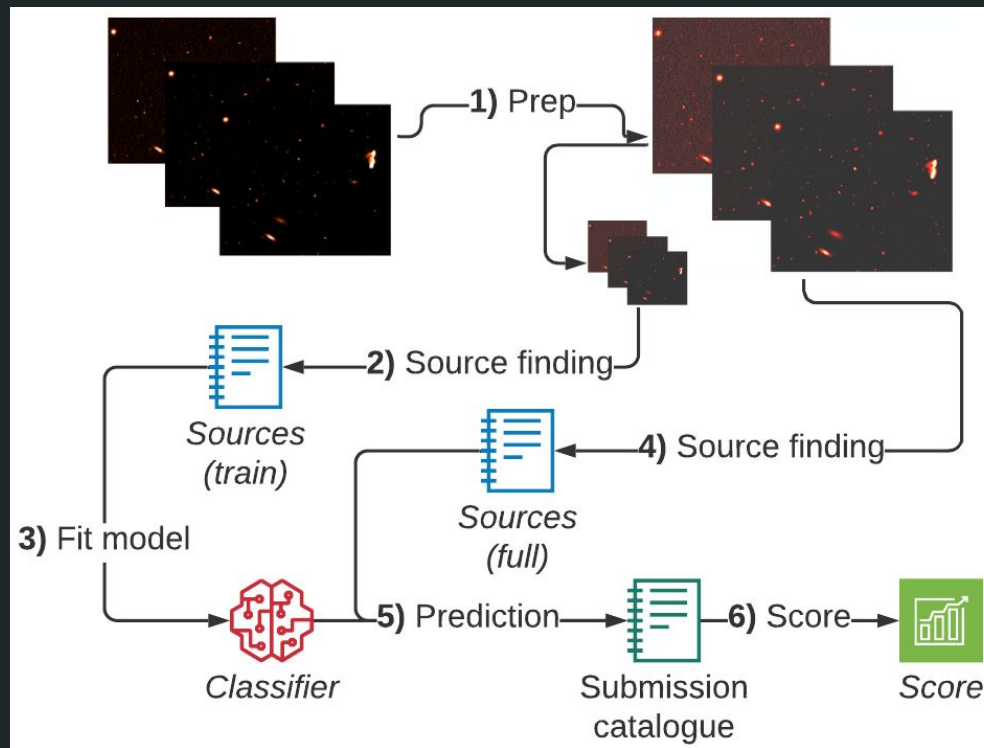 1) Prep
2) Source finding
Sources
(train)
4) Source finding
Sources
(full)
3) Fit model
5) Prediction
6) Score
Classifier
Submission
catalogue
Score